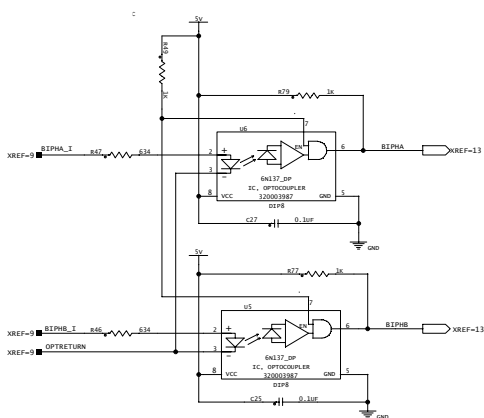 5V
R49
1K
R79 1K
U6
7
EN
XREF=9 BIPHA_I R47 634 2 + 6 BIPHA XREF=13
3 −
6N137_DP
8 VCC IC, OPTOCOUPLER GND 5
320003987
DIP8
C27 0.1UF
GND
5V
R77 1K
U5
7
EN
XREF=9 BIPHB_I R46 634 2 + 6 BIPHB XREF=13
XREF=9 OPTRETURN 3 −
6N137_DP
IC, OPTOCOUPLER
8 VCC 320003987 GND 5
DIP8
C25 0.1UF
GND